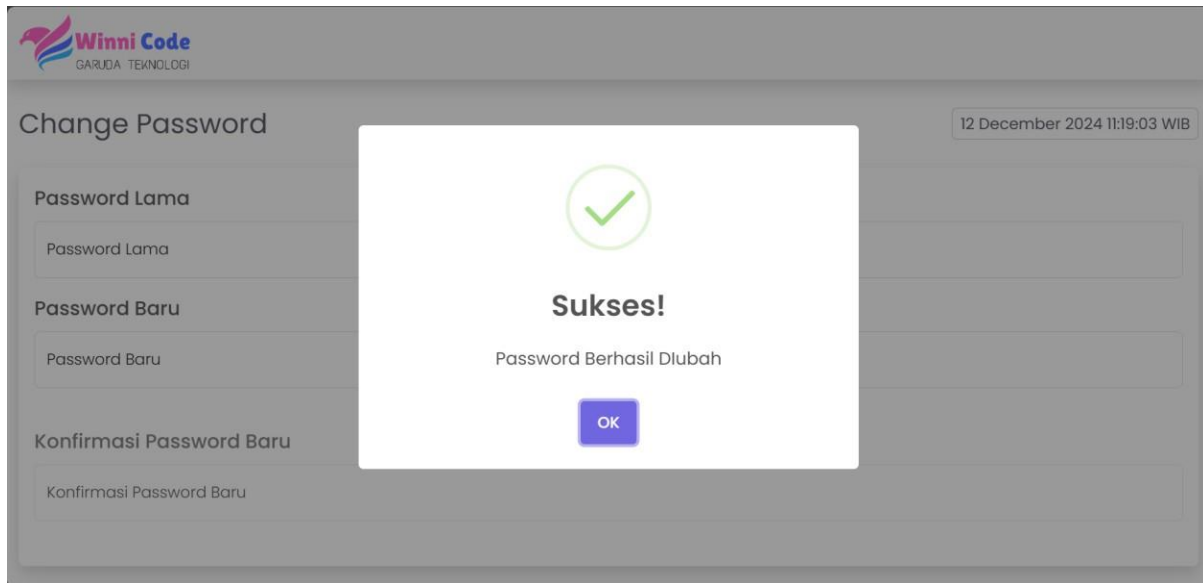 Winni Code
GARUDA TEKNOLOGI
Change Password
12 December 2024 11:19:03 WIB
Password Lama
Password Lama
Password Baru
Password Baru
Konfirmasi Password Baru
Konfirmasi Password Baru
Sukses!
Password Berhasil DIubah
OK